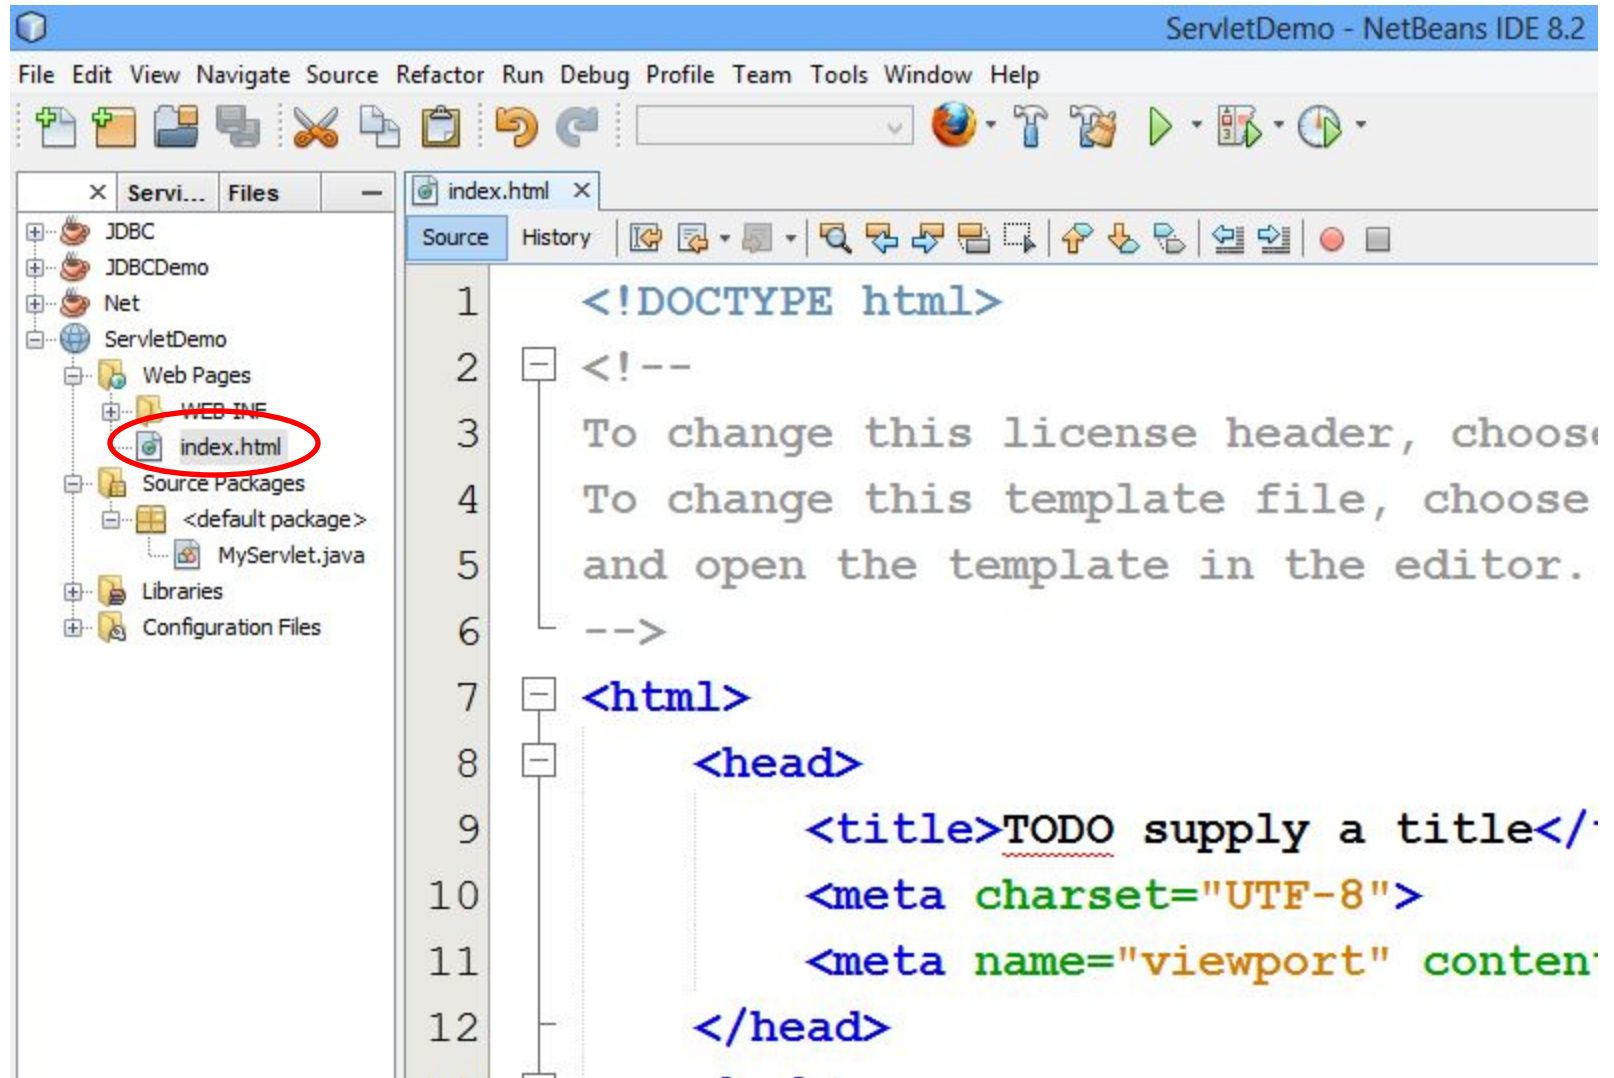 ServletDemo - NetBeans IDE 8.2
File Edit View Navigate Source Refactor Run Debug Profile Team Tools Window Help
Servi... Files
index.html
Source History
JDBC
JDBCDemo
Net
ServletDemo
Web Pages
WEB-INF
index.html
Source Packages
<default package>
MyServlet.java
Libraries
Configuration Files
1 <!DOCTYPE html>
2 <!--
3 To change this license header, choose
4 To change this template file, choose
5 and open the template in the editor.
6 -->
7 <html>
8 <head>
9 <title>TODO supply a title</
10 <meta charset="UTF-8">
11 <meta name="viewport" conten
12 </head>